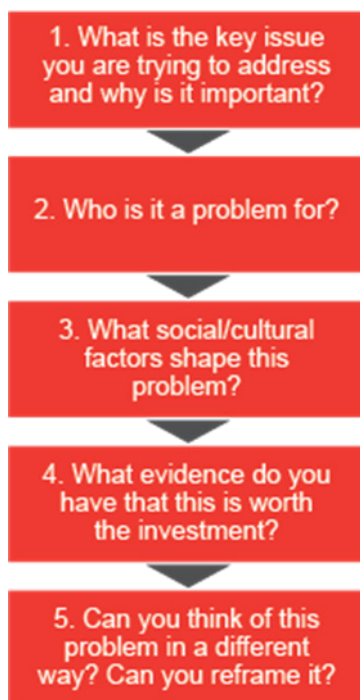 1. What is the key issue
you are trying to address
and why is it important?
2. Who is it a problem for?
3. What social/cultural
factors shape this
problem?
4. What evidence do you
have that this is worth
the investment?
5. Can you think of this
problem in a different
way? Can you reframe it?